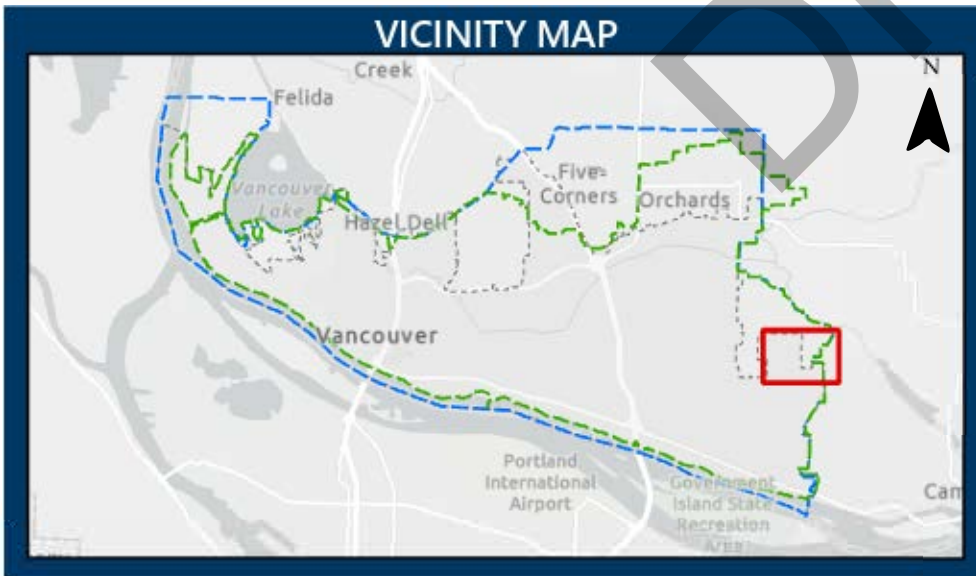 VICINITY MAP
N
Creek
Felida
Five
Corners
Orchards
Vancouver
Lake
Hazel Dell
Vancouver
Portland
International
Airport
Government
Island State
Recreation
Area
Cam